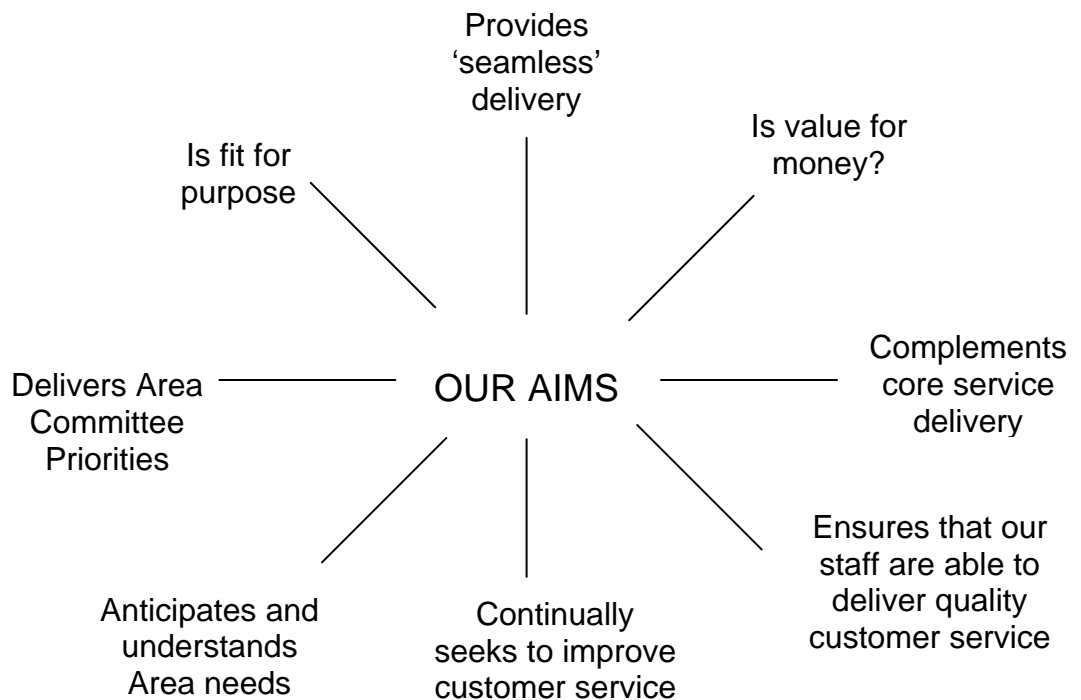 Provides
‘seamless’
delivery
Is value for
money?
Is fit for
purpose
OUR AIMS
Complements
core service
delivery
Delivers Area
Committee
Priorities
Ensures that our
staff are able to
deliver quality
customer service
Anticipates and
understands
Area needs
Continually
seeks to improve
customer service